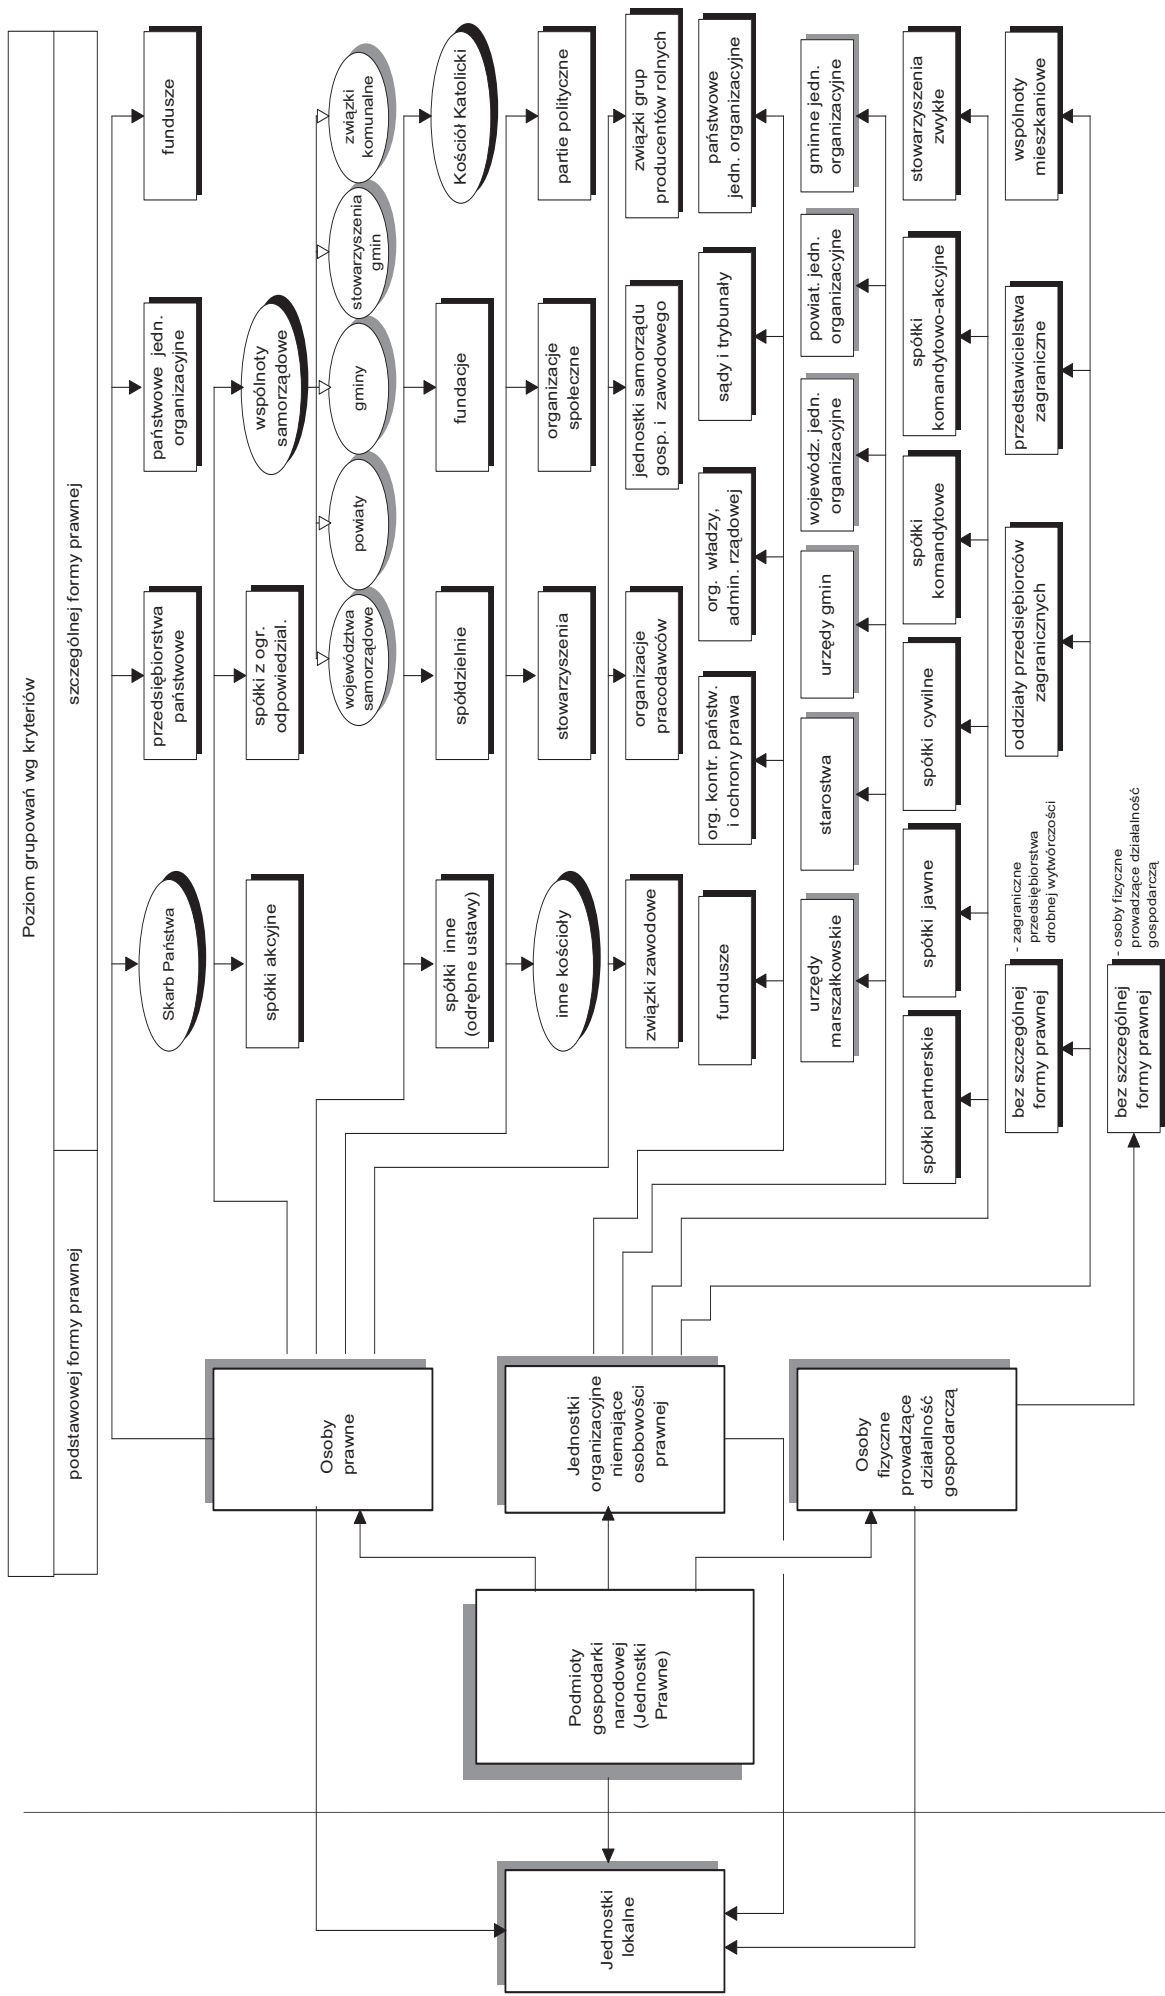 Poziom grupowań wg kryteriów
podstawowej formy prawnej
szczególnej formy prawnej
Jednostki
lokalne
Podmioty
gospodarki
narodowej
(Jednostki
Prawne)
Osoby
prawne
Jednostki
organizacyjne
niemające
osobowości
prawnej
Osoby
fizyczne
prowadzące
działalność
gospodarczą
Skarb Państwa
przedsiębiorstwa
państwowe
państwowe jedn.
organizacyjne
fundusze
spółki akcyjne
spółki z ogr.
odpowiedzial.
wspólnoty
samorządowe
województwa
samorządowe
powiaty
gminy
stowarzyszenia
gmin
związki
komunalne
spółki inne
(odrębne ustawy)
spółdzielnie
fundacje
Kościół Katolicki
inne kościoły
stowarzyszenia
organizacje
społeczne
partie polityczne
związki zawodowe
organizacje
pracodawców
jednostki samorządu
gosp. i zawodowego
związki grup
producentów rolnych
fundusze
org. kontr. państw.
i ochrony prawa
org. władzy,
admin. rządowej
sądy i trybunały
państwowe
jedn. organizacyjne
urzędy
marszałkowskie
starostwa
urzędy gmin
wojewódz. jedn.
organizacyjne
powiat. jedn.
organizacyjne
gminne jedn.
organizacyjne
spółki partnerskie
spółki jawne
spółki cywilne
spółki
komandytowe
spółki
komandytowo-akcyjne
stowarzyszenia
zwykłe
bez szczególnej
formy prawnej
- zagraniczne
przedsiębiorstwa
drobnej wytwórczości
oddziały przedsiębiorców
zagranicznych
przedstawicielstwa
zagraniczne
wspólnoty
mieszkaniowe
bez szczególnej
formy prawnej
- osoby fizyczne
prowadzące działalność
gospodarczą